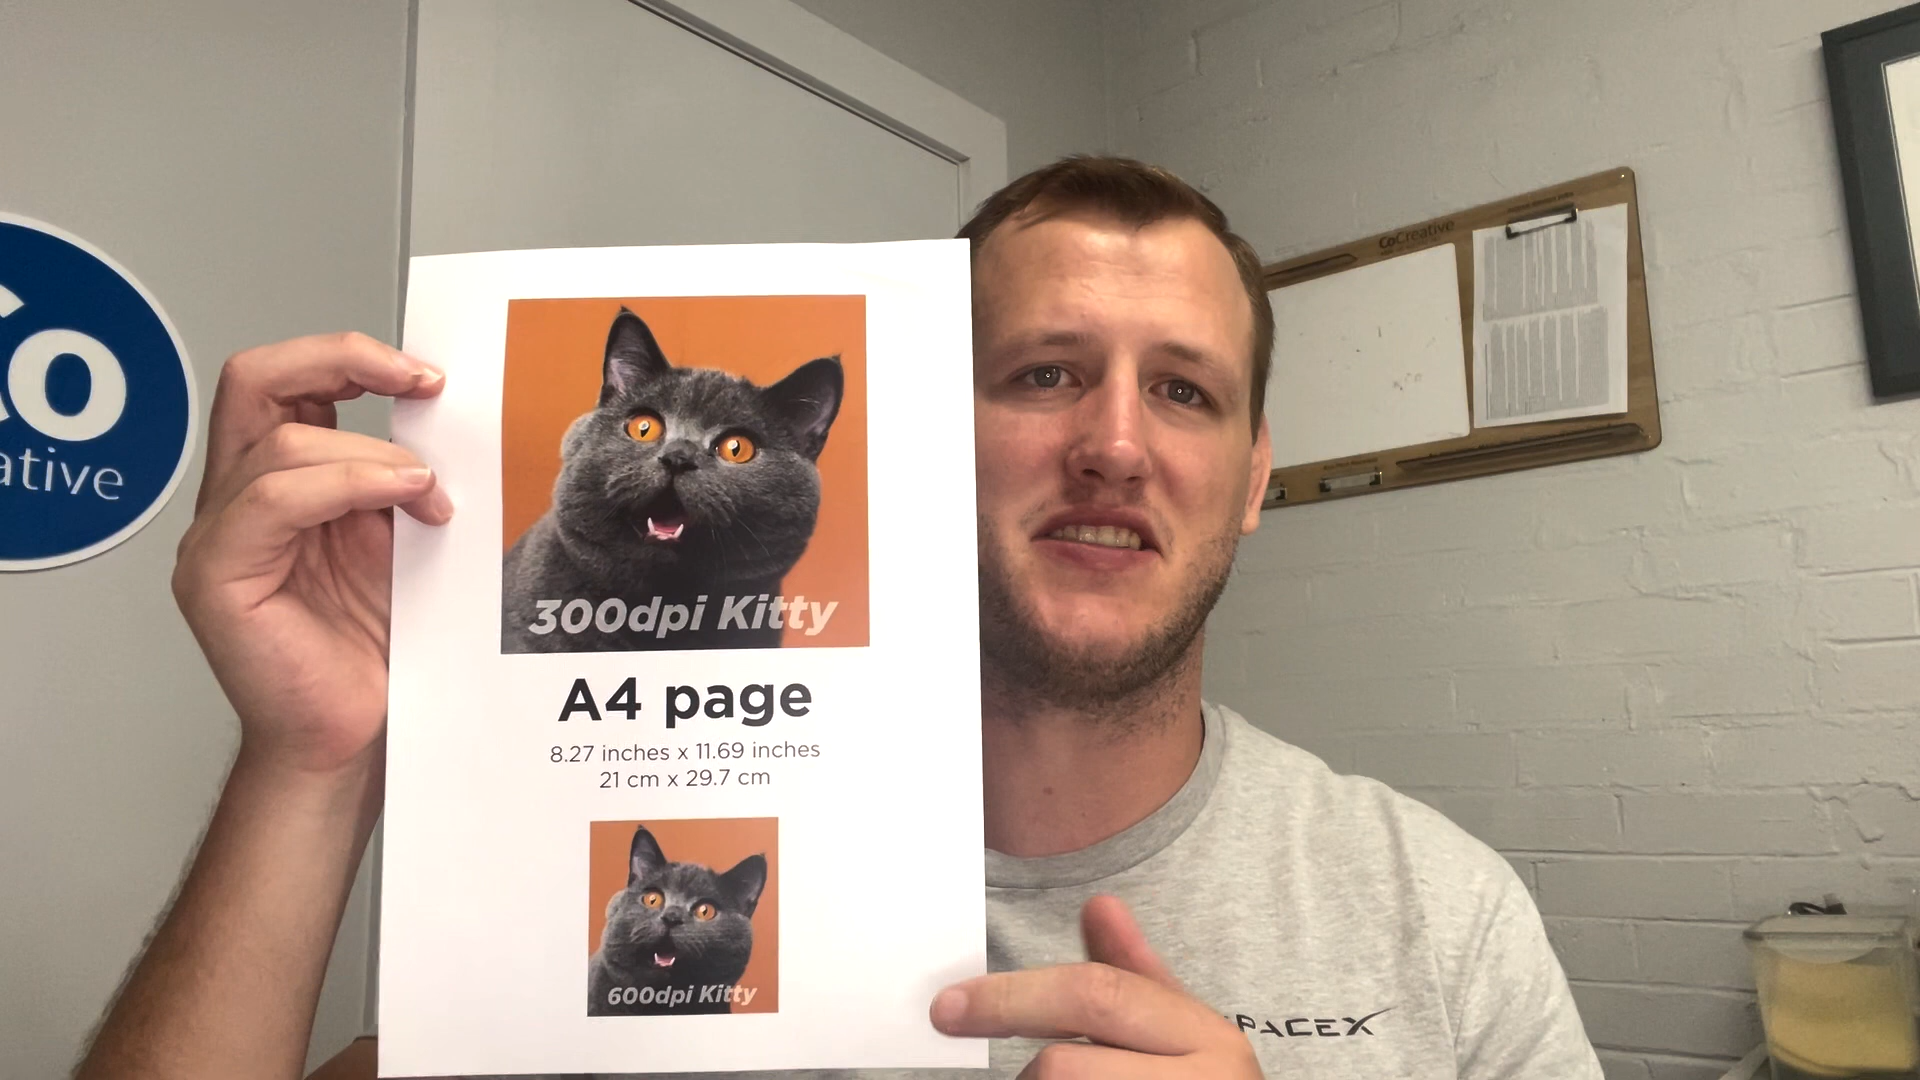 Co
ative
300dpi Kitty
A4 page
8.27 inches x 11.69 inches
21 cm x 29.7 cm
600dpi Kitty
CoCreative
PACEX